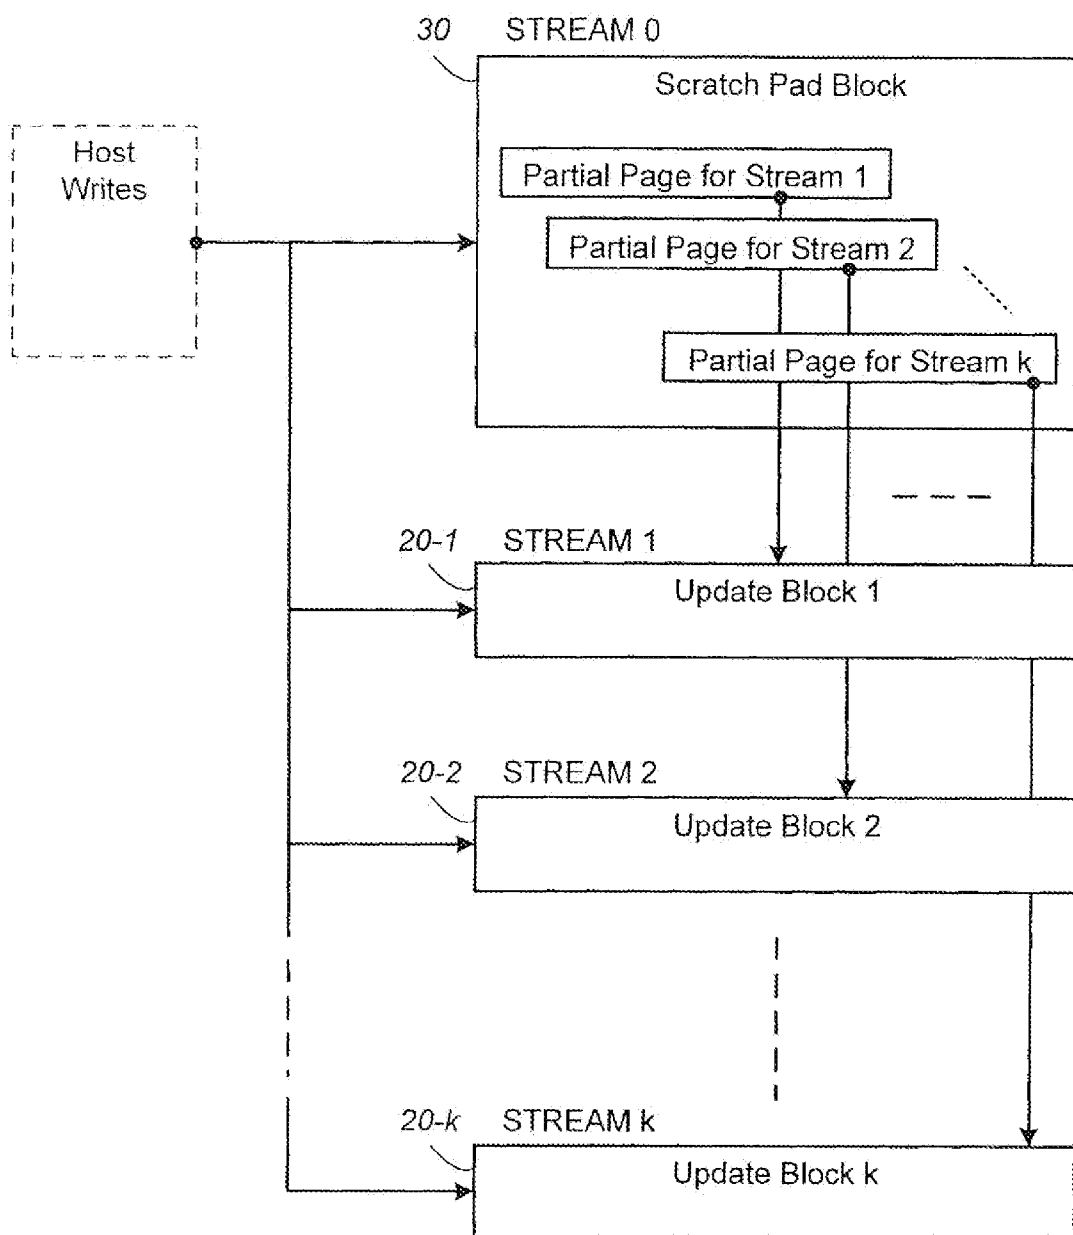 30 STREAM 0
Scratch Pad Block
Host
Writes
Partial Page for Stream 1
Partial Page for Stream 2
Partial Page for Stream k
20-1 STREAM 1
Update Block 1
20-2 STREAM 2
Update Block 2
20-k STREAM k
Update Block k